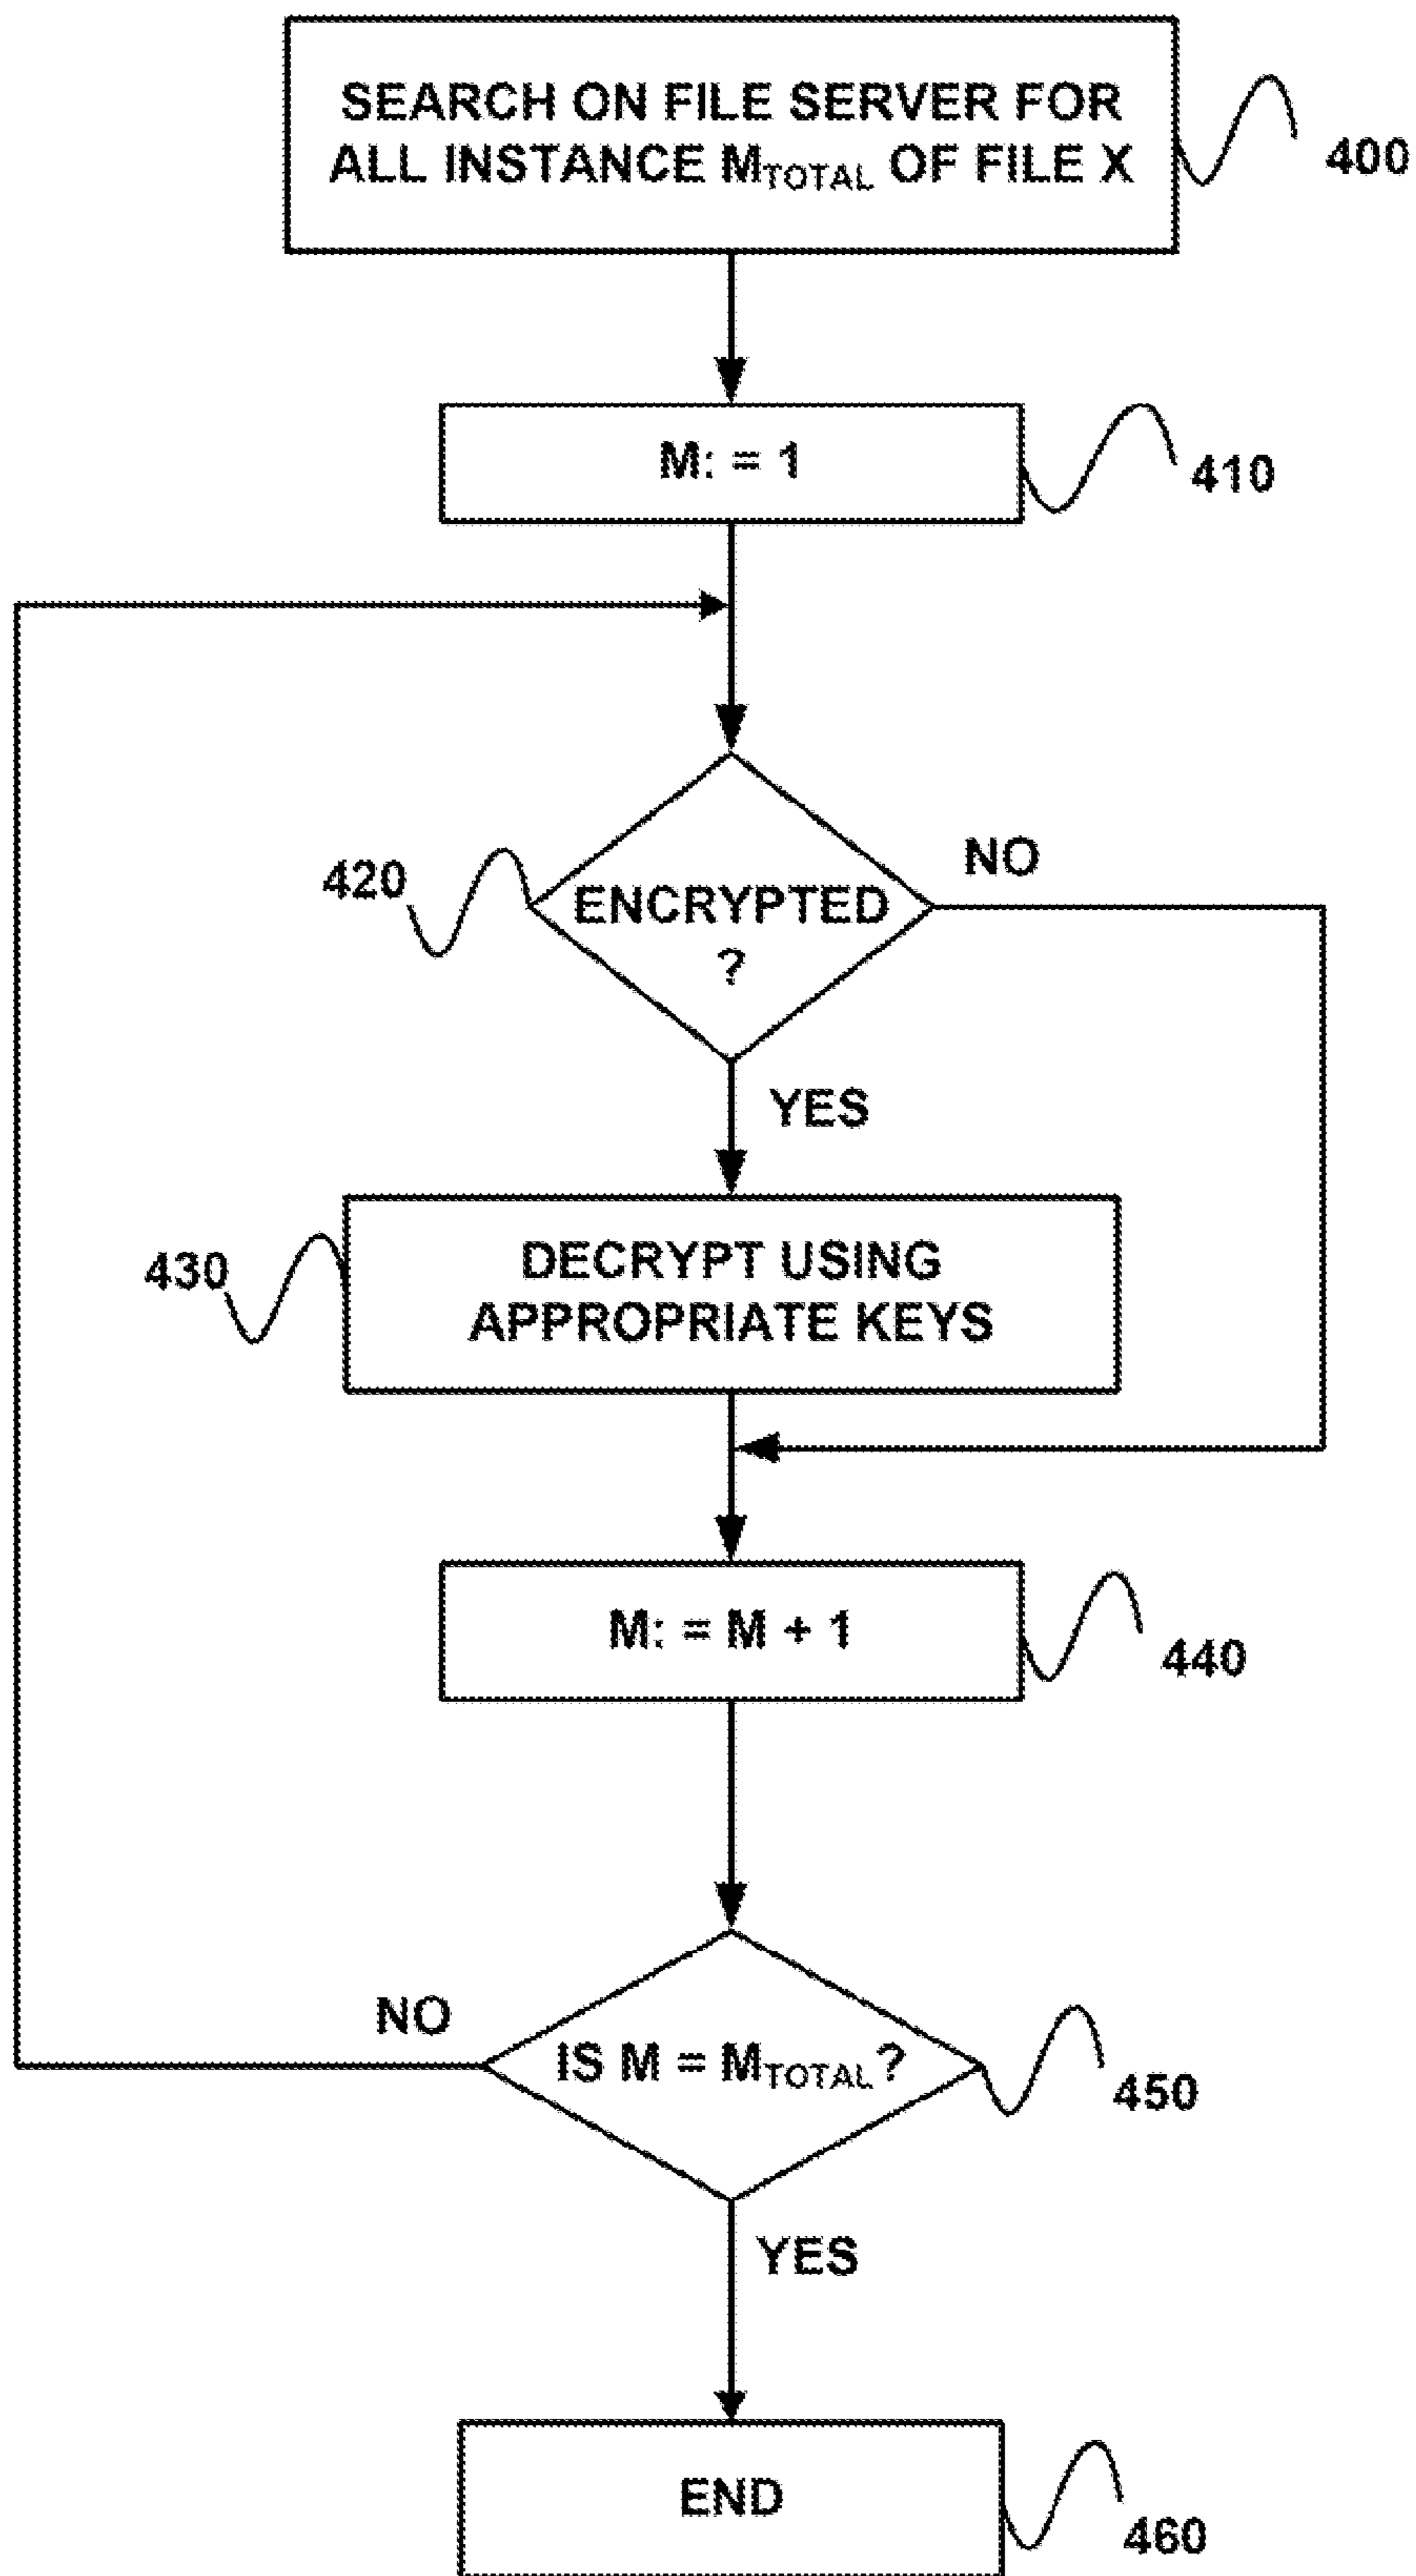 SEARCH ON FILE SERVER FOR
ALL INSTANCE MTOTAL OF FILE X
400
M: = 1
410
420
ENCRYPTED
?
NO
YES
430
DECRYPT USING
APPROPRIATE KEYS
M: = M + 1
440
NO
IS M = MTOTAL?
450
YES
END
460